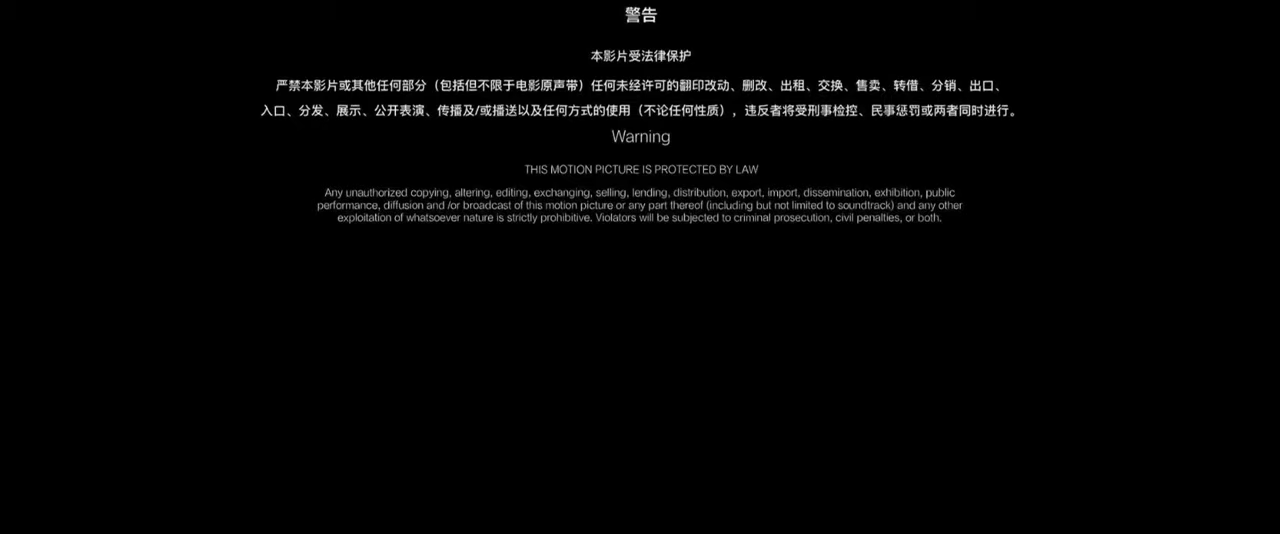 警告
本影片受法律保护
严禁本影片或其他任何部分（包括但不限于电影原声带）任何未经许可的翻印改动、删改、出租、交换、售卖、转借、分销、出口、
入口、分发、展示、公开表演、传播及/或播送以及任何方式的使用（不论任何性质），违反者将受刑事检控、民事惩罚或两者同时进行。
Warning
THIS MOTION PICTURE IS PROTECTED BY LAW
Any unauthorized copying, altering, editing, exchanging, selling, lending, distribution, export, import, dissemination, exhibition, public
performance, diffusion and /or broadcast of this motion picture or any part thereof (including but not limited to soundtrack) and any other
exploitation of whatsoever nature is strictly prohibitive. Violators will be subjected to criminal prosecution, civil penalties, or both.